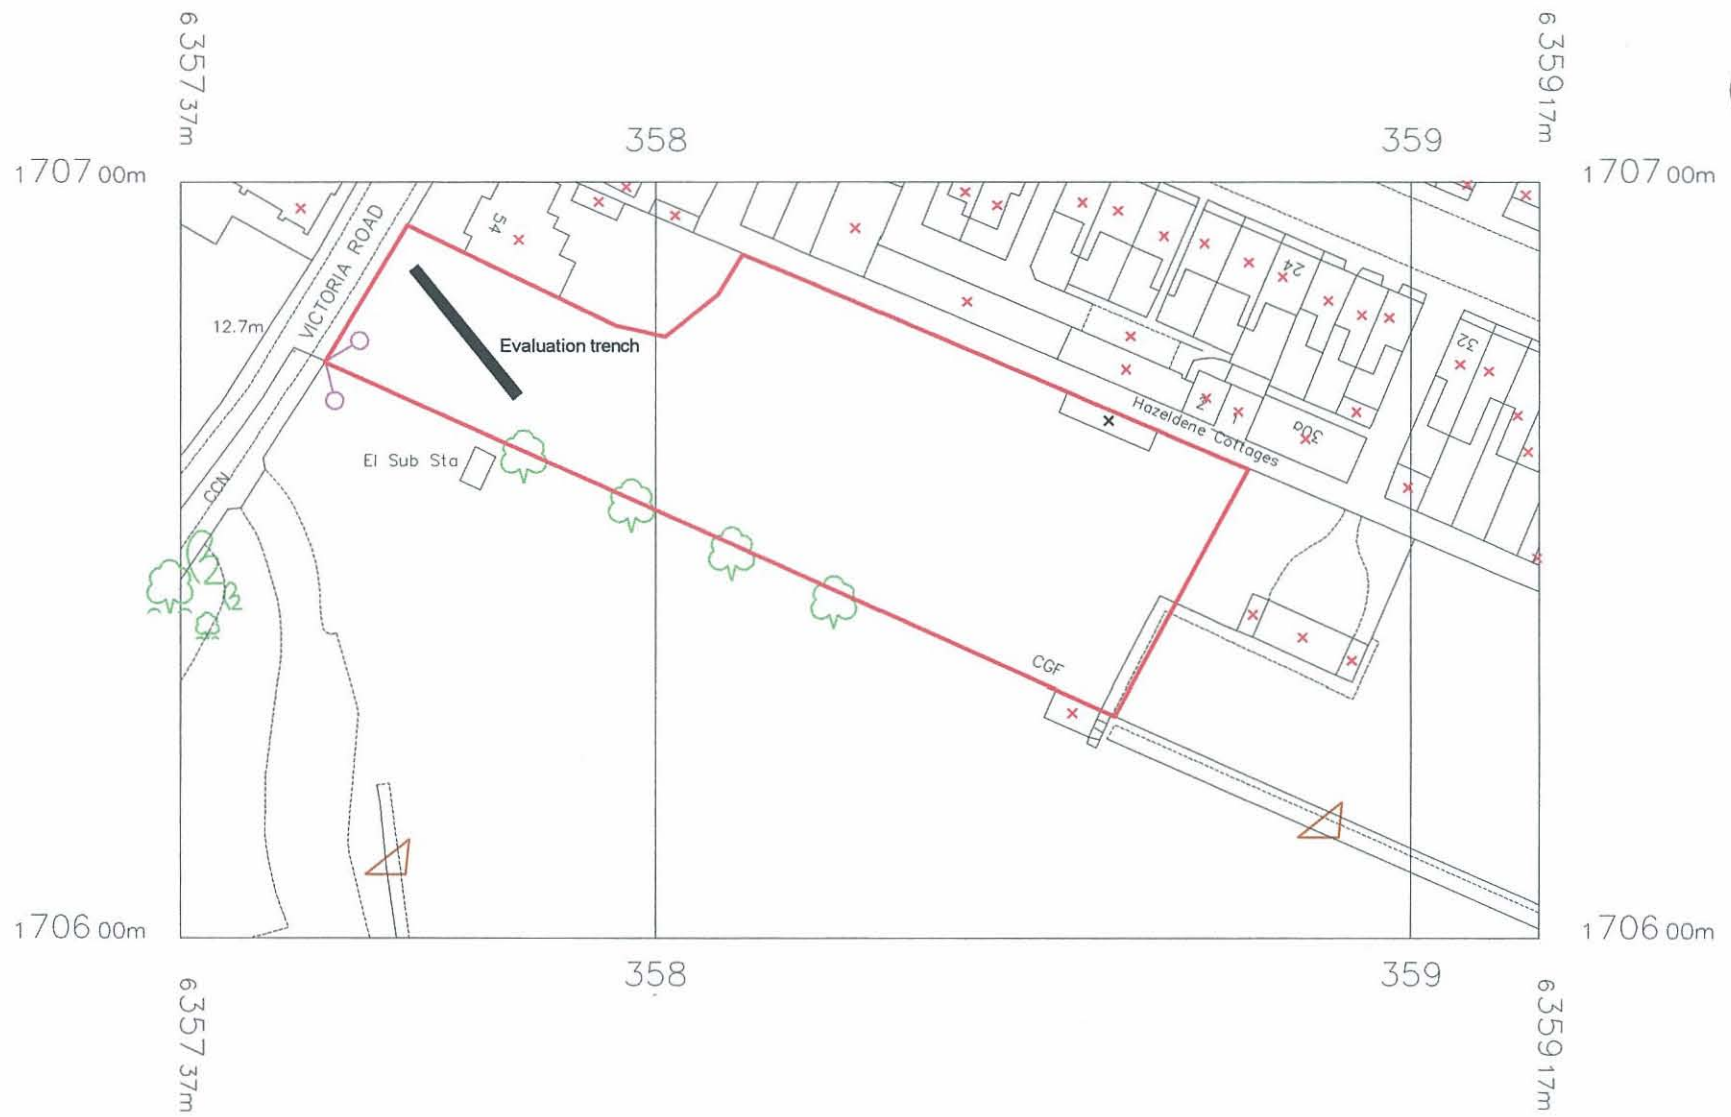 6 357 37m
6 359 17m
358
359
1707 00m
1707 00m
VICTORIA ROAD
54
24
12.7m
Evaluation trench
32
Hazeldene Cottages
2
1
30a
El Sub Sta
CCN
CGF
1706 00m
1706 00m
358
359
6 357 37m
6 359 17m